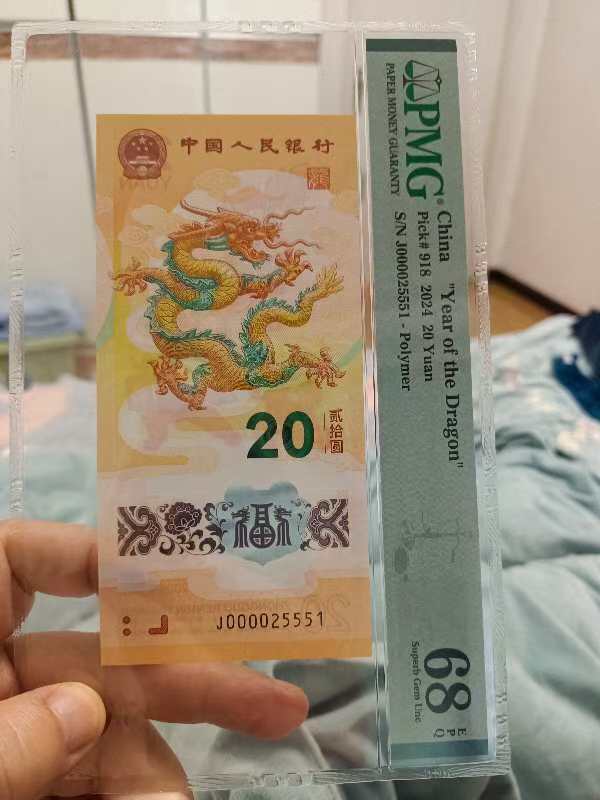 中国人民银行
20
贰拾圆
福
J000025551
PMG®
PAPER MONEY GUARANTY
China "Year of the Dragon"
Pick# 918 2024 20 Yuan
S/N J000025551 - Polymer
68
EPQ
Superb Gem Unc